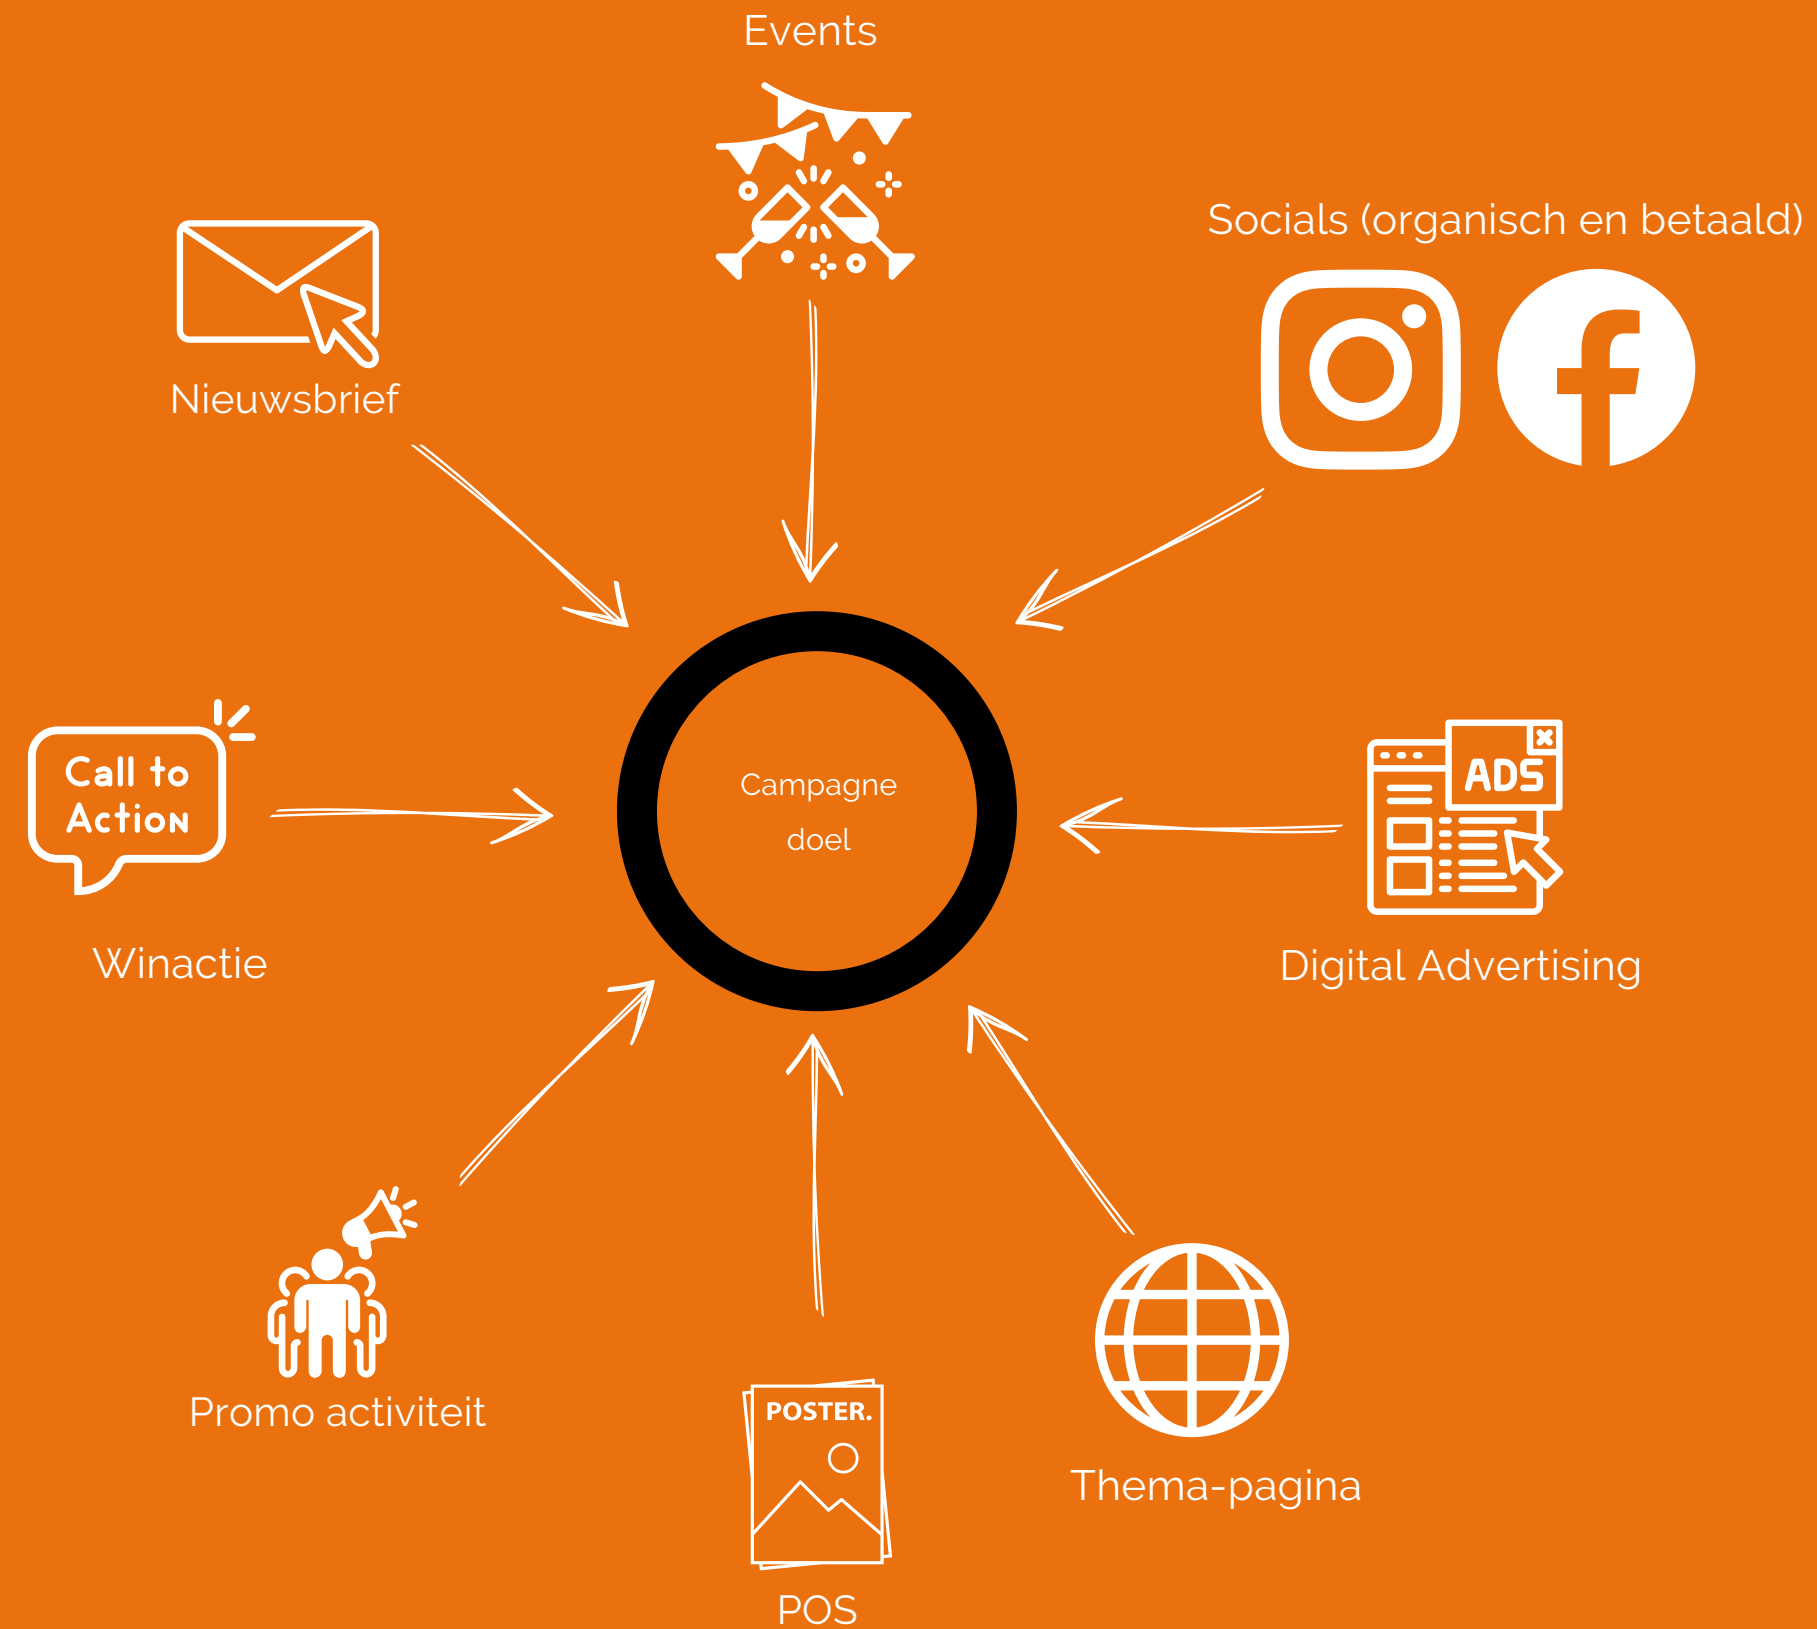 Events
Socials (organisch en betaald)
Nieuwsbrief
Call to
Action
Winactie
Campagne
doel
ADS
Digital Advertising
Promo activiteit
POSTER.
POS
Thema-pagina